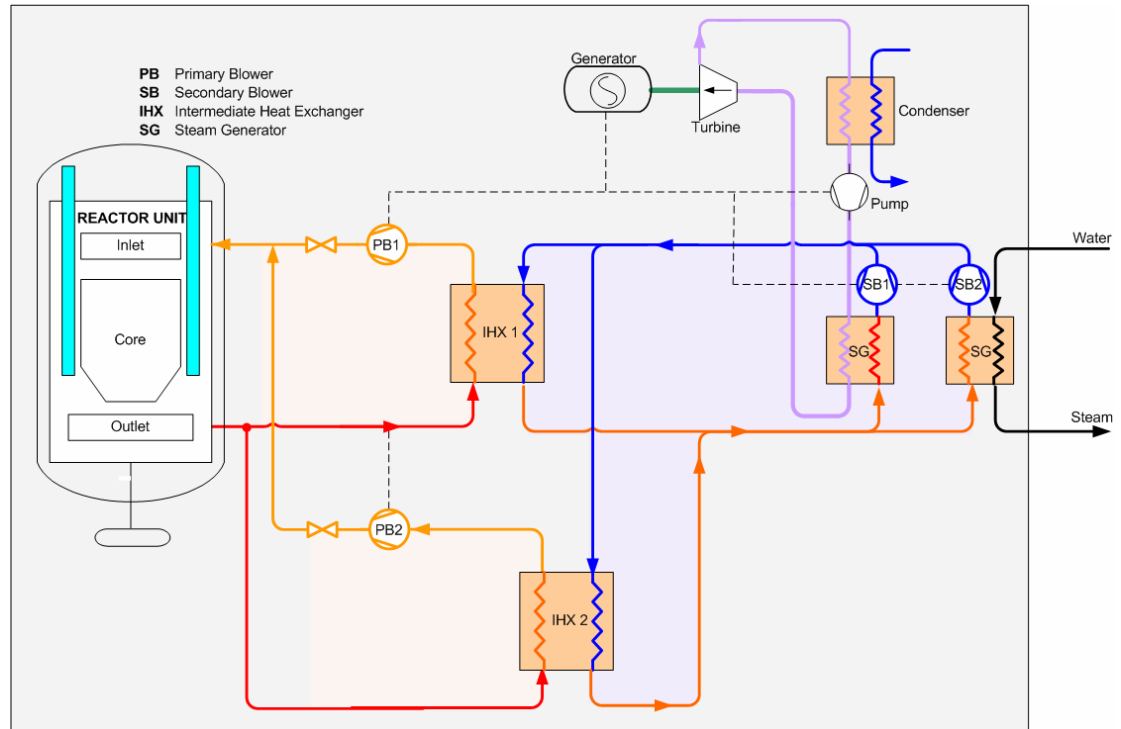 Generator
PB Primary Blower
SB Secondary Blower
IHX Intermediate Heat Exchanger
SG Steam Generator
Condenser
Turbine
Pump
REACTOR UNIT
Inlet
Core
Outlet
PB1
IHX 1
SB1
SB2
SG
SG
Water
Steam
PB2
IHX 2